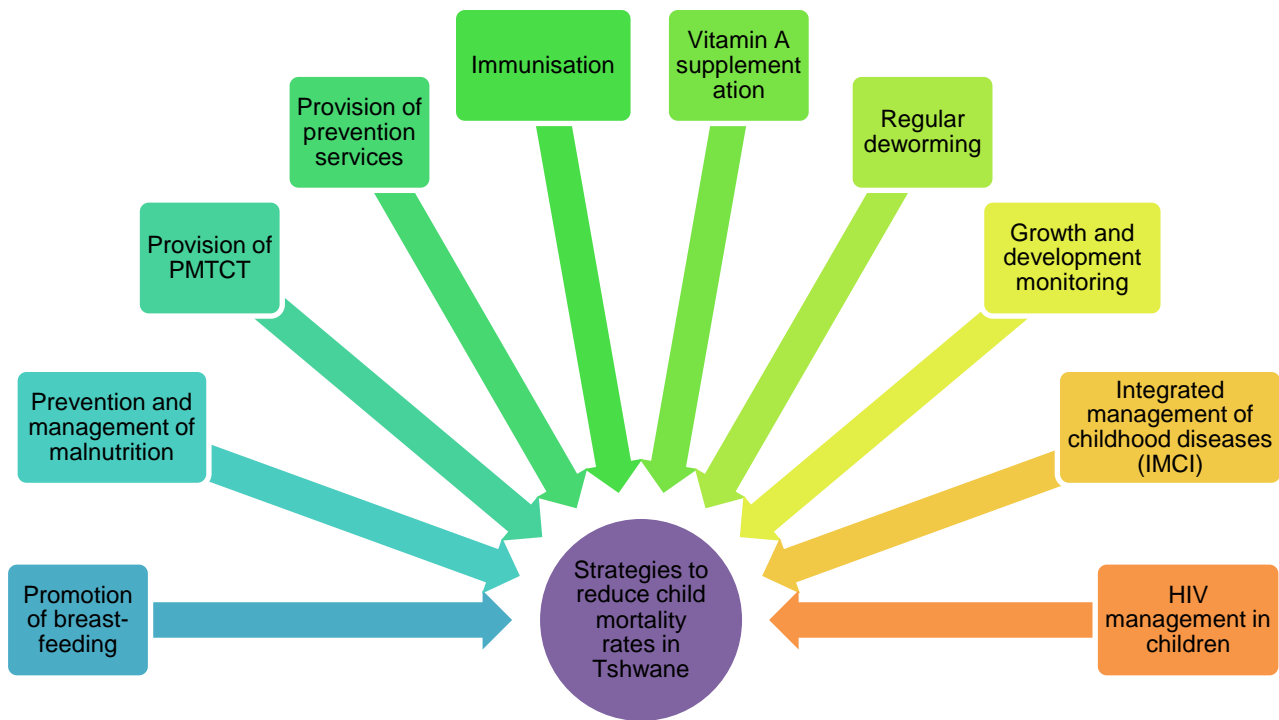 Promotion
of breast-
feeding
Prevention and
management of
malnutrition
Provision of
PMTCT
Provision of
prevention
services
Immunisation
Vitamin A
supplement
ation
Regular
deworming
Growth and
development
monitoring
Integrated
management of
childhood diseases
(IMCI)
HIV
management in
children
Strategies to
reduce child
mortality
rates in
Tshwane